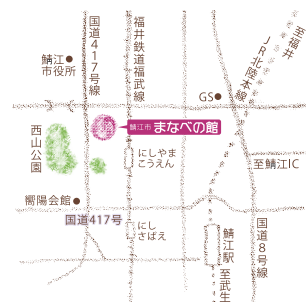 国道417号線
福井鉄道福武線
至福井
JR北陸本線
鯖江
市役所
GS
鯖江市 まなべの館
西山公園
にしやま
こうえん
至鯖江IC
嚮陽会館
国道417号
にし
さばえ
鯖江駅
国道8号線
至武生